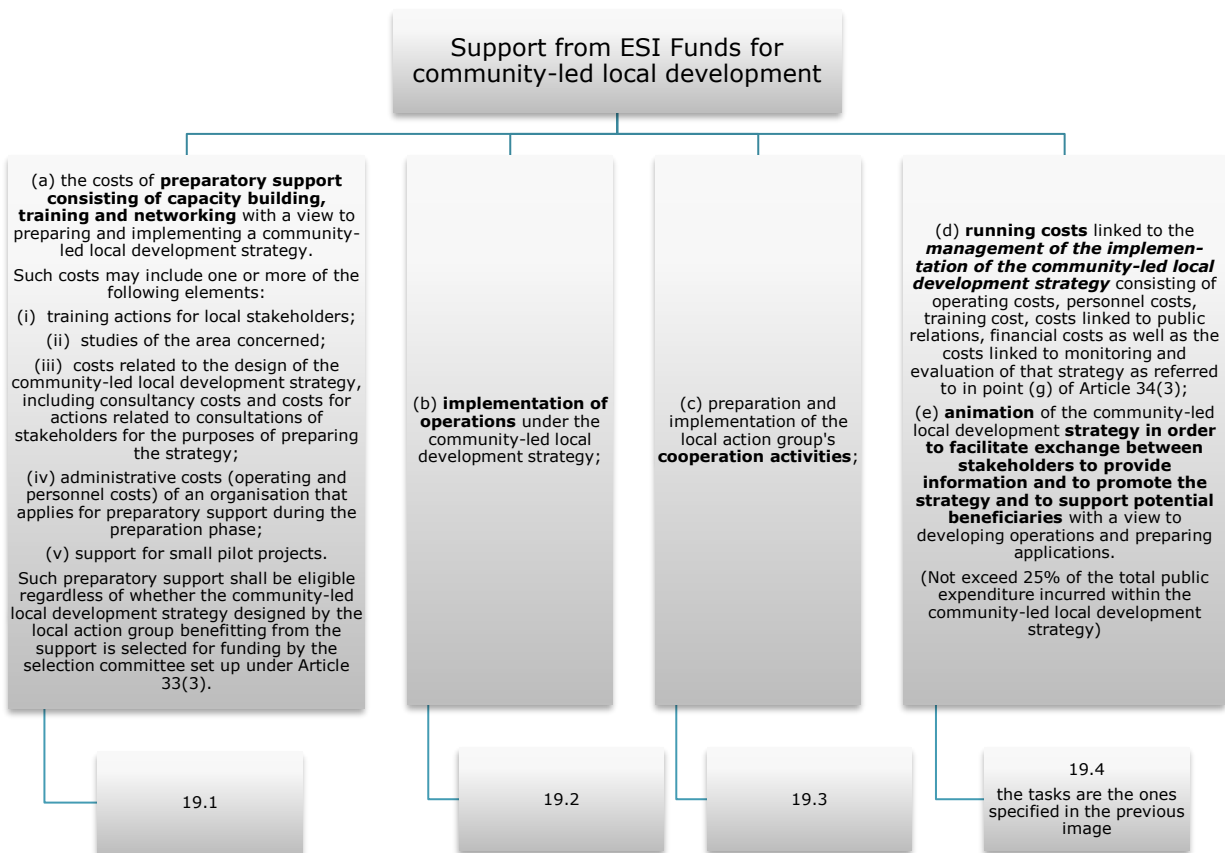 Support from ESI Funds for
community-led local development
(a) the costs of preparatory support
consisting of capacity building,
training and networking with a view to
preparing and implementing a community-
led local development strategy.
Such costs may include one or more of the
following elements:
(i) training actions for local stakeholders;
(ii) studies of the area concerned;
(iii) costs related to the design of the
community-led local development strategy,
including consultancy costs and costs for
actions related to consultations of
stakeholders for the purposes of preparing
the strategy;
(iv) administrative costs (operating and
personnel costs) of an organisation that
applies for preparatory support during the
preparation phase;
(v) support for small pilot projects.
Such preparatory support shall be eligible
regardless of whether the community-led
local development strategy designed by the
local action group benefitting from the
support is selected for funding by the
selection committee set up under Article
33(3).
(b) implementation of
operations under the
community-led local
development strategy;
(c) preparation and
implementation of the
local action group's
cooperation activities;
(d) running costs linked to the
management of the implemen-
tation of the community-led local
development strategy consisting of
operating costs, personnel costs,
training cost, costs linked to public
relations, financial costs as well as the
costs linked to monitoring and
evaluation of that strategy as referred
to in point (g) of Article 34(3);
(e) animation of the community-led
local development strategy in order
to facilitate exchange between
stakeholders to provide
information and to promote the
strategy and to support potential
beneficiaries with a view to
developing operations and preparing
applications.
(Not exceed 25% of the total public
expenditure incurred within the
community-led local development
strategy)
19.1
19.2
19.3
19.4
the tasks are the ones
specified in the previous
image